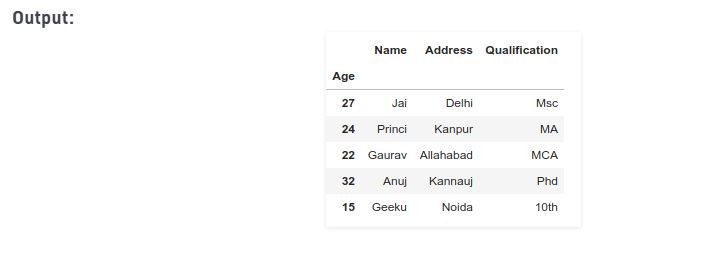 Output:
Name Address Qualification
Age
27 Jai Delhi Msc
24 Princi Kanpur MA
22 Gaurav Allahabad MCA
32 Anuj Kannauj Phd
15 Geeku Noida 10th